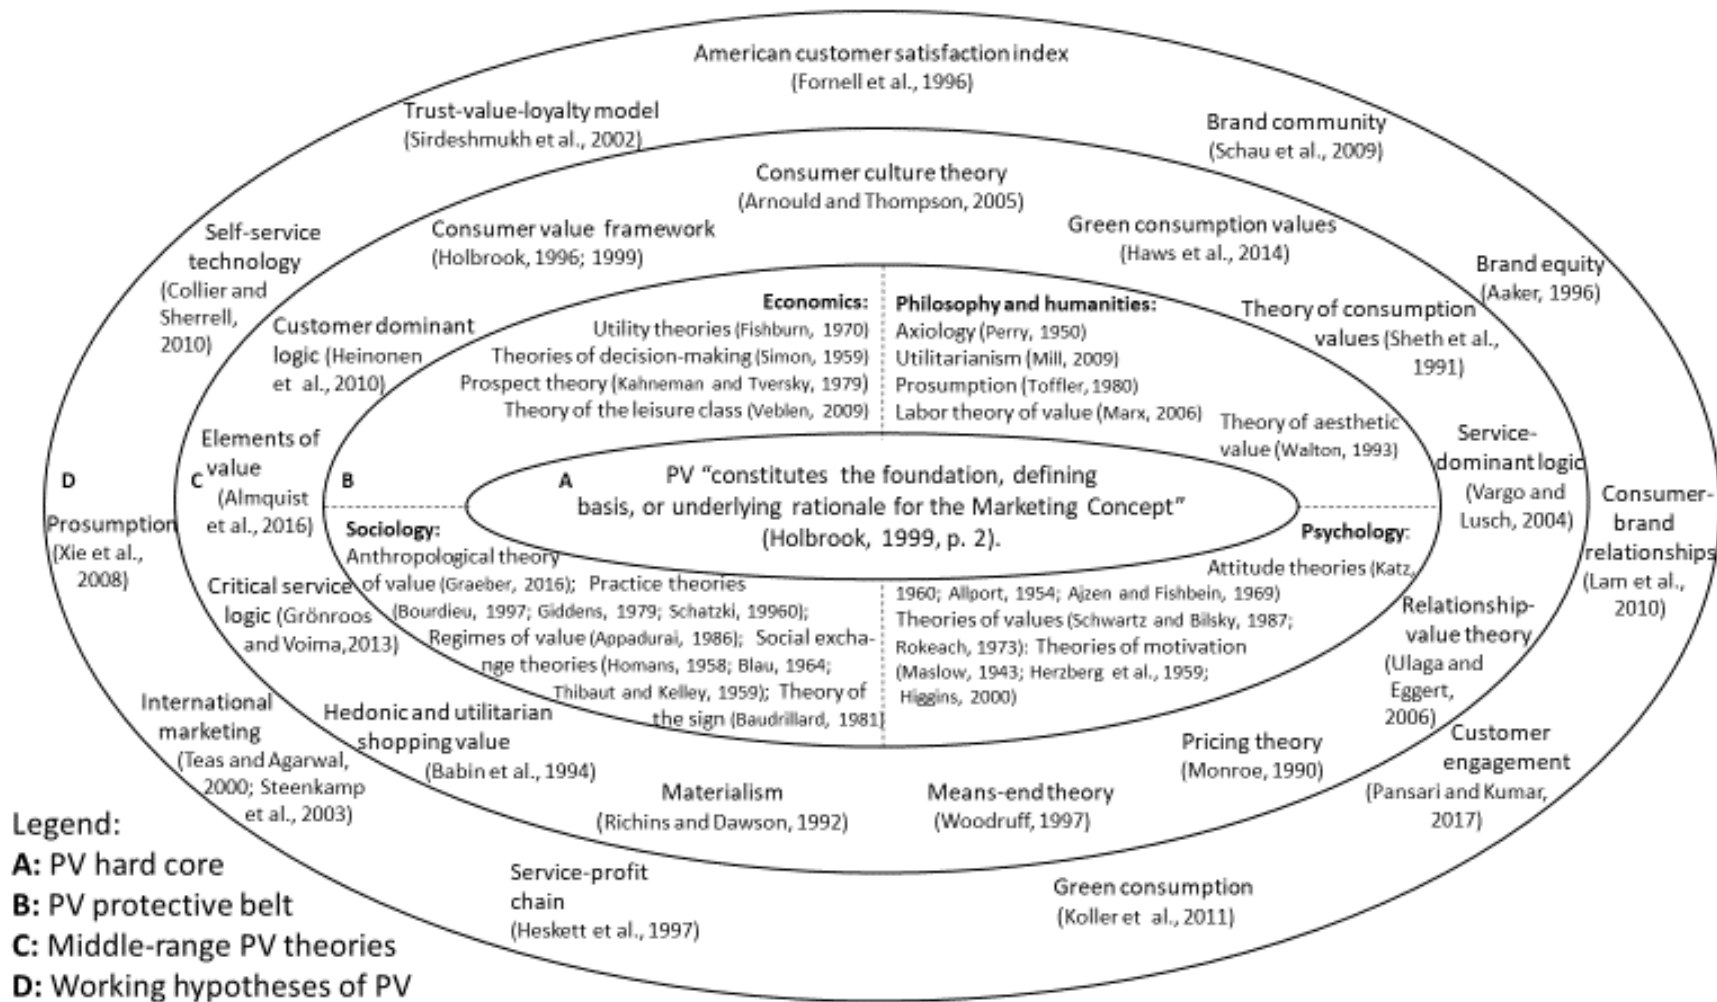 American customer satisfaction index
(Fornell et al., 1996)
Trust-value-loyalty model
(Sirdeshmukh et al., 2002)
Brand community
(Schau et al., 2009)
Consumer culture theory
(Arnould and Thompson, 2005)
Self-service
technology
(Collier and
Sherrell,
2010)
Consumer value framework
(Holbrook, 1996; 1999)
Green consumption values
(Haws et al., 2014)
Brand equity
(Aaker, 1996)
Customer dominant
logic (Heinonen
et al., 2010)
Economics:
Utility theories (Fishburn, 1970)
Theories of decision-making (Simon, 1959)
Prospect theory (Kahneman and Tversky, 1979)
Theory of the leisure class (Veblen, 2009)
Philosophy and humanities:
Axiology (Perry, 1950)
Utilitarianism (Mill, 2009)
Prosumption (Toffler, 1980)
Labor theory of value (Marx, 2006)
Theory of consumption
values (Sheth et al.,
1991)
Theory of aesthetic
value (Walton, 1993)
Elements of
value
(Almquist
et al., 2016)
Service-
dominant logic
(Vargo and
Lusch, 2004)
D
C
B
A
PV “constitutes the foundation, defining
basis, or underlying rationale for the Marketing Concept”
(Holbrook, 1999, p. 2).
Prosumption
(Xie et al.,
2008)
Consumer-
brand
relationships
(Lam et al.,
2010)
Sociology:
Anthropological theory
of value (Graeber, 2016); Practice theories
(Bourdieu, 1997; Giddens, 1979; Schatzki, 19960);
Regimes of value (Appadurai, 1986); Social excha-
nge theories (Homans, 1958; Blau, 1964;
Thibaut and Kelley, 1959); Theory of
the sign (Baudrillard, 1981)
Psychology:
Attitude theories (Katz,
1960; Allport, 1954; Ajzen and Fishbein, 1969)
Theories of values (Schwartz and Bilsky, 1987;
Rokeach, 1973): Theories of motivation
(Maslow, 1943; Herzberg et al., 1959;
Higgins, 2000)
Critical service
logic (Grönroos
and Voima,2013)
Relationship-
value theory
(Ulaga and
Eggert,
2006)
International
marketing
(Teas and Agarwal,
2000; Steenkamp
et al., 2003)
Hedonic and utilitarian
shopping value
(Babin et al., 1994)
Materialism
(Richins and Dawson, 1992)
Means-end theory
(Woodruff, 1997)
Pricing theory
(Monroe, 1990)
Customer
engagement
(Pansari and Kumar,
2017)
Service-profit
chain
(Heskett et al., 1997)
Green consumption
(Koller et al., 2011)
Legend:
A: PV hard core
B: PV protective belt
C: Middle-range PV theories
D: Working hypotheses of PV